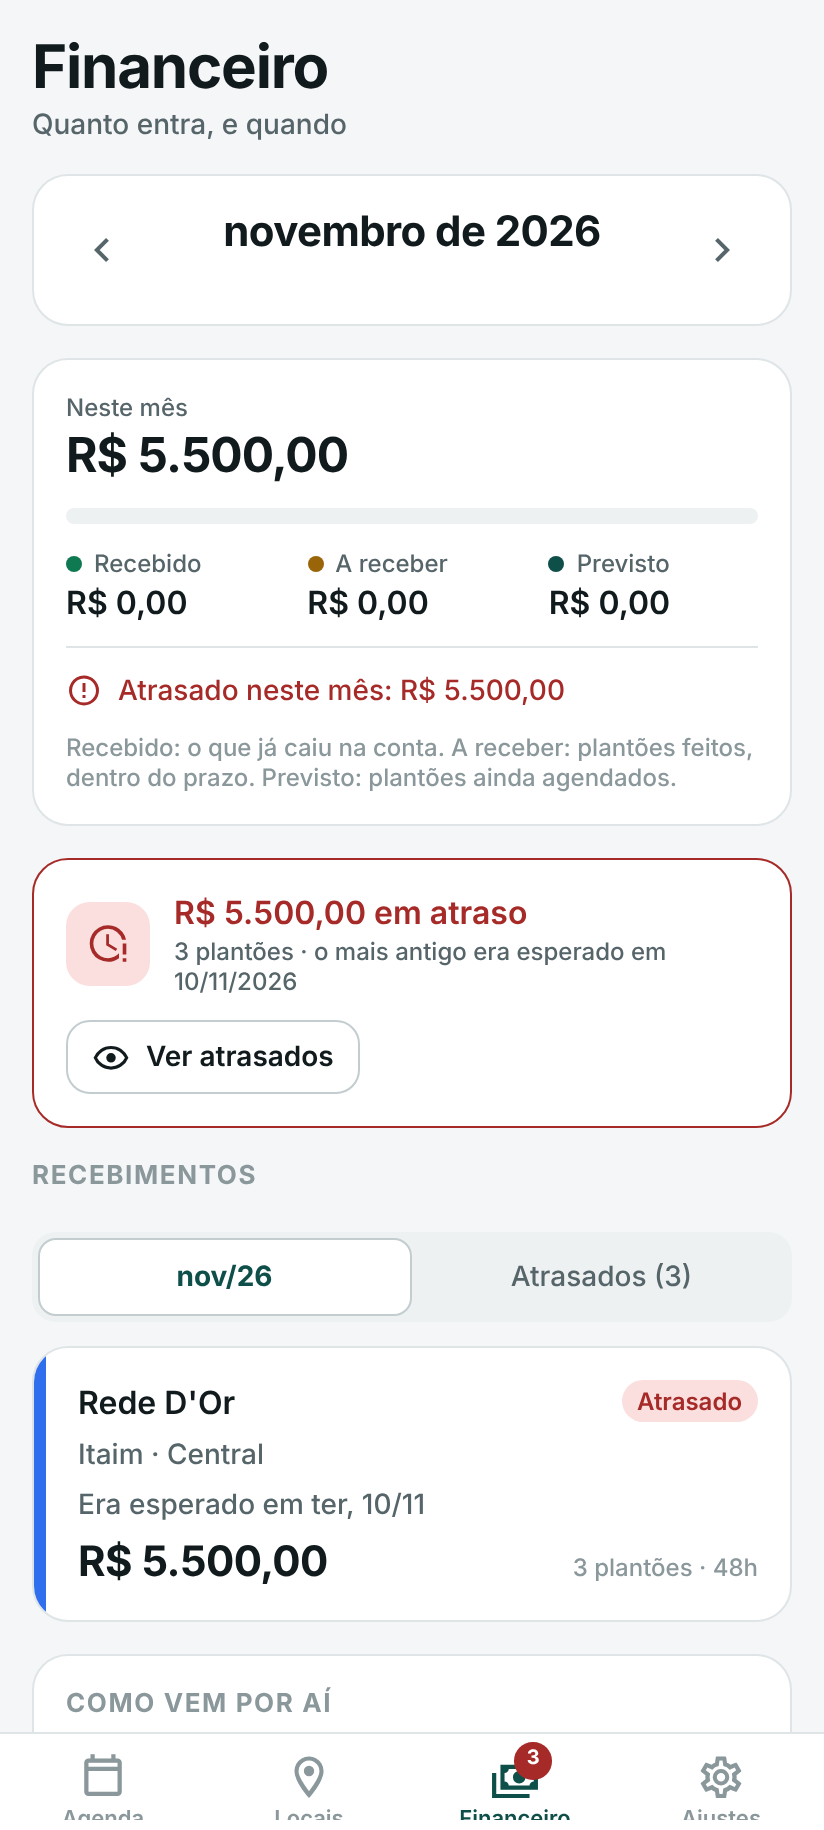 Financeiro
Quanto entra, e quando
novembro de 2026
Neste mês
R$ 5.500,00
Recebido
A receber
Previsto
R$ 0,00
R$ 0,00
R$ 0,00
Atrasado neste mês: R$ 5.500,00
Recebido: o que já caiu na conta. A receber: plantões feitos,
dentro do prazo. Previsto: plantões ainda agendados.
R$ 5.500,00 em atraso
3 plantões · o mais antigo era esperado em
10/11/2026
Ver atrasados
RECEBIMENTOS
nov/26
Atrasados (3)
Rede D'Or
Atrasado
Itaim · Central
Era esperado em ter, 10/11
R$ 5.500,00
3 plantões · 48h
COMO VEM POR AÍ
3
Agenda
Locais
Financeiro
Ajustes